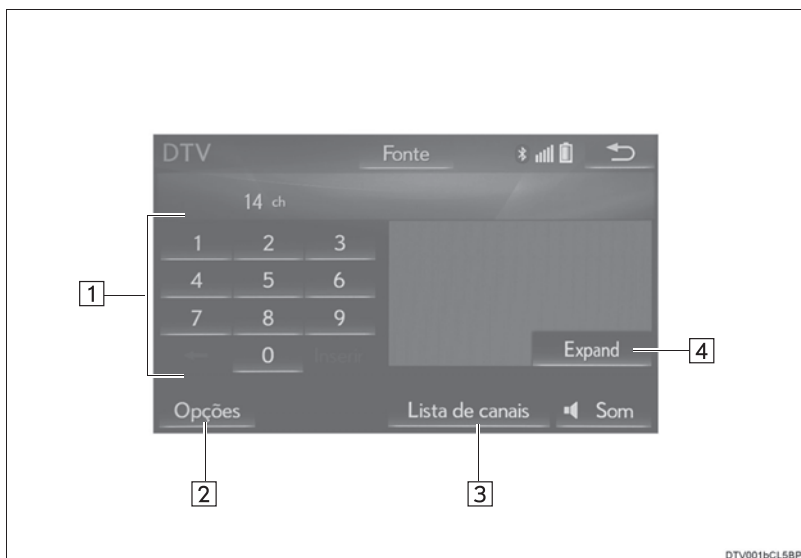 DTV Fonte
14 ch
1 2 3
4 5 6
7 8 9
0 Inserir
Expand
Opções Lista de canais Som
1
2
3
4
DTV001bCL5BP